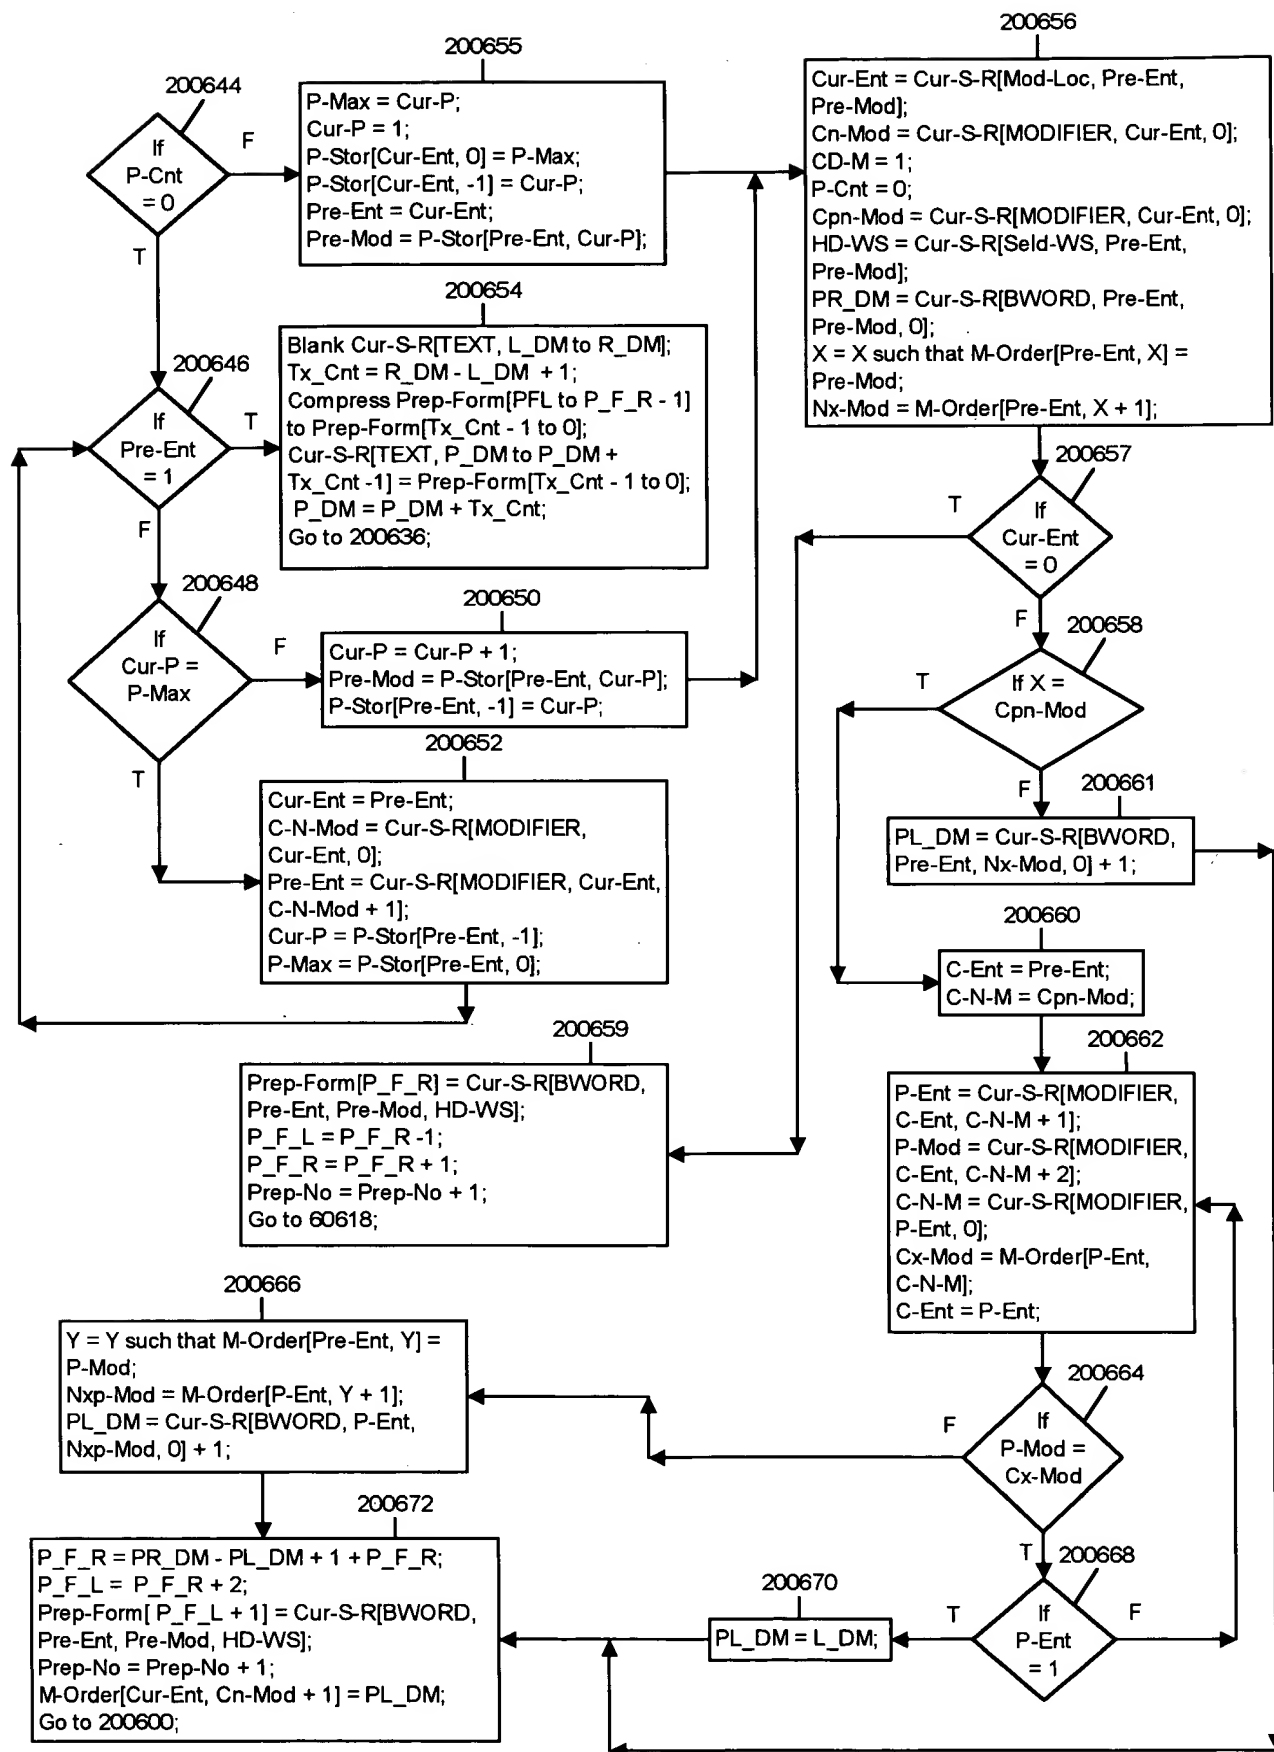 200644
If
P-Cnt
= 0
F
T
200655
P-Max = Cur-P;
Cur-P = 1;
P-Stor[Cur-Ent, 0] = P-Max;
P-Stor[Cur-Ent, -1] = Cur-P;
Pre-Ent = Cur-Ent;
Pre-Mod = P-Stor[Pre-Ent, Cur-P];
200654
Blank Cur-S-R[TEXT, L_DM to R_DM];
Tx_Cnt = R_DM - L_DM + 1;
Compress Prep-Form[PFL to P_F_R - 1]
to Prep-Form[Tx_Cnt - 1 to 0];
Cur-S-R[TEXT, P_DM to P_DM +
Tx_Cnt -1] = Prep-Form[Tx_Cnt - 1 to 0];
P_DM = P_DM + Tx_Cnt;
Go to 200636;
200646
If
Pre-Ent
= 1
T
F
200648
If
Cur-P =
P-Max
F
T
200650
Cur-P = Cur-P + 1;
Pre-Mod = P-Stor[Pre-Ent, Cur-P];
P-Stor[Pre-Ent, -1] = Cur-P;
200652
Cur-Ent = Pre-Ent;
C-N-Mod = Cur-S-R[MODIFIER,
Cur-Ent, 0];
Pre-Ent = Cur-S-R[MODIFIER, Cur-Ent,
C-N-Mod + 1];
Cur-P = P-Stor[Pre-Ent, -1];
P-Max = P-Stor[Pre-Ent, 0];
200656
Cur-Ent = Cur-S-R[Mod-Loc, Pre-Ent,
Pre-Mod];
Cn-Mod = Cur-S-R[MODIFIER, Cur-Ent, 0];
CD-M = 1;
P-Cnt = 0;
Cpn-Mod = Cur-S-R[MODIFIER, Cur-Ent, 0];
HD-WS = Cur-S-R[Seld-WS, Pre-Ent,
Pre-Mod];
PR_DM = Cur-S-R[BWORD, Pre-Ent,
Pre-Mod, 0];
X = X such that M-Order[Pre-Ent, X] =
Pre-Mod;
Nx-Mod = M-Order[Pre-Ent, X + 1];
200657
If
Cur-Ent
= 0
T
F
200658
If X =
Cpn-Mod
T
F
200661
PL_DM = Cur-S-R[BWORD,
Pre-Ent, Nx-Mod, 0] + 1;
200660
C-Ent = Pre-Ent;
C-N-M = Cpn-Mod;
200659
Prep-Form[P_F_R] = Cur-S-R[BWORD,
Pre-Ent, Pre-Mod, HD-WS];
P_F_L = P_F_R -1;
P_F_R = P_F_R + 1;
Prep-No = Prep-No + 1;
Go to 60618;
200662
P-Ent = Cur-S-R[MODIFIER,
C-Ent, C-N-M + 1];
P-Mod = Cur-S-R[MODIFIER,
C-Ent, C-N-M + 2];
C-N-M = Cur-S-R[MODIFIER,
P-Ent, 0];
Cx-Mod = M-Order[P-Ent,
C-N-M];
C-Ent = P-Ent;
200664
If
P-Mod =
Cx-Mod
F
T
200666
Y = Y such that M-Order[Pre-Ent, Y] =
P-Mod;
Nxp-Mod = M-Order[P-Ent, Y + 1];
PL_DM = Cur-S-R[BWORD, P-Ent,
Nxp-Mod, 0] + 1;
200668
If
P-Ent
= 1
T
F
200670
PL_DM = L_DM;
200672
P_F_R = PR_DM - PL_DM + 1 + P_F_R;
P_F_L = P_F_R + 2;
Prep-Form[ P_F_L + 1] = Cur-S-R[BWORD,
Pre-Ent, Pre-Mod, HD-WS];
Prep-No = Prep-No + 1;
M-Order[Cur-Ent, Cn-Mod + 1] = PL_DM;
Go to 200600;